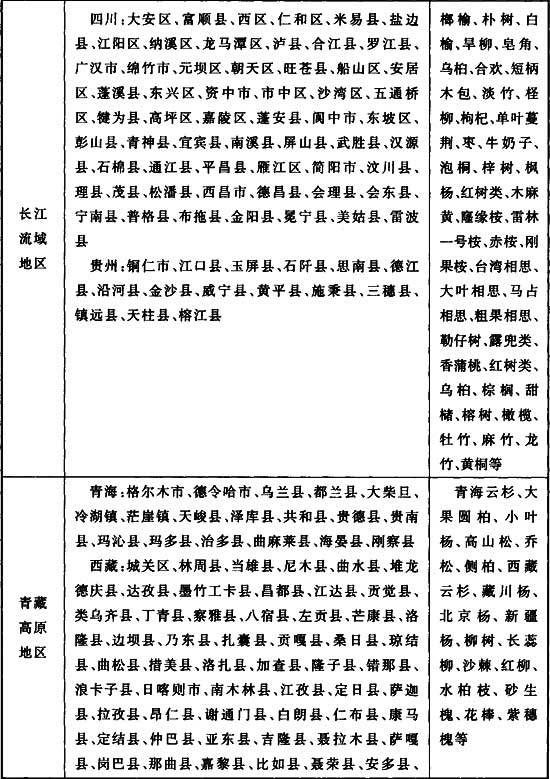 长江
流域
地区
四川:大安区、富顺县、西区、仁和区、米易县、盐边
县、江阳区、纳溪区、龙马潭区、泸县、合江县、罗江县、
广汉市、绵竹市、元坝区、朝天区、旺苍县、船山区、安居
区、蓬溪县、东兴区、资中市、市中区、沙湾区、五通桥
区、犍为县、高坪区、嘉陵区、蓬安县、阆中市、东坡区、
彭山县、青神县、宜宾县、南溪县、屏山县、武胜县、汉源
县、石棉县、通江县、平昌县、雁江区、简阳市、汶川县、
理县、茂县、松潘县、西昌市、德昌县、会理县、会东县、
宁南县、普格县、布拖县、金阳县、冕宁县、美姑县、雷波
县
贵州:铜仁市、江口县、玉屏县、石阡县、思南县、德江
县、沿河县、金沙县、威宁县、黄平县、施秉县、三穗县、
镇远县、天柱县、榕江县
榔榆、朴树、白
榆、旱柳、皂角、
乌桕、合欢、短柄
木包、淡竹、柽
柳、枸杞、单叶蔓
荆、枣、牛奶子、
泡桐、梓树、枫
杨、红树类、木麻
黄、窿缘桉、雷林
一号桉、赤桉、刚
果桉、台湾相思、
大叶相思、马占
相思、粗果相思、
勒仔树、露兜类、
香蒲桃、红树类、
乌桕、棕榈、甜
槠、榕树、橄榄、
牡竹、麻竹、龙
竹、黄桐等
青藏
高原
地区
青海:格尔木市、德令哈市、乌兰县、都兰县、大柴旦、
冷湖镇、茫崖镇、天峻县、泽库县、共和县、贵德县、贵南
县、玛沁县、玛多县、治多县、曲麻莱县、海晏县、刚察县
西藏:城关区、林周县、当雄县、尼木县、曲水县、堆龙
德庆县、达孜县、墨竹工卡县、昌都县、江达县、贡觉县、
类乌齐县、丁青县、察雅县、八宿县、左贡县、芒康县、洛
隆县、边坝县、乃东县、扎囊县、贡嘎县、桑日县、琼结
县、曲松县、措美县、洛扎县、加查县、隆子县、错那县、
浪卡子县、日喀则市、南木林县、江孜县、定日县、萨迦
县、拉孜县、昂仁县、谢通门县、白朗县、仁布县、康马
县、定结县、仲巴县、亚东县、吉隆县、聂拉木县、萨嘎
县、岗巴县、那曲县、嘉黎县、比如县、聂荣县、安多县、
青海云杉、大
果圆柏、小叶
杨、高山松、乔
松、侧柏、西藏
云杉、藏川杨、
北京杨、新疆
杨、柳树、长蕊
柳、沙棘、红柳、
水柏枝、砂生
槐、花棒、紫穗
槐等